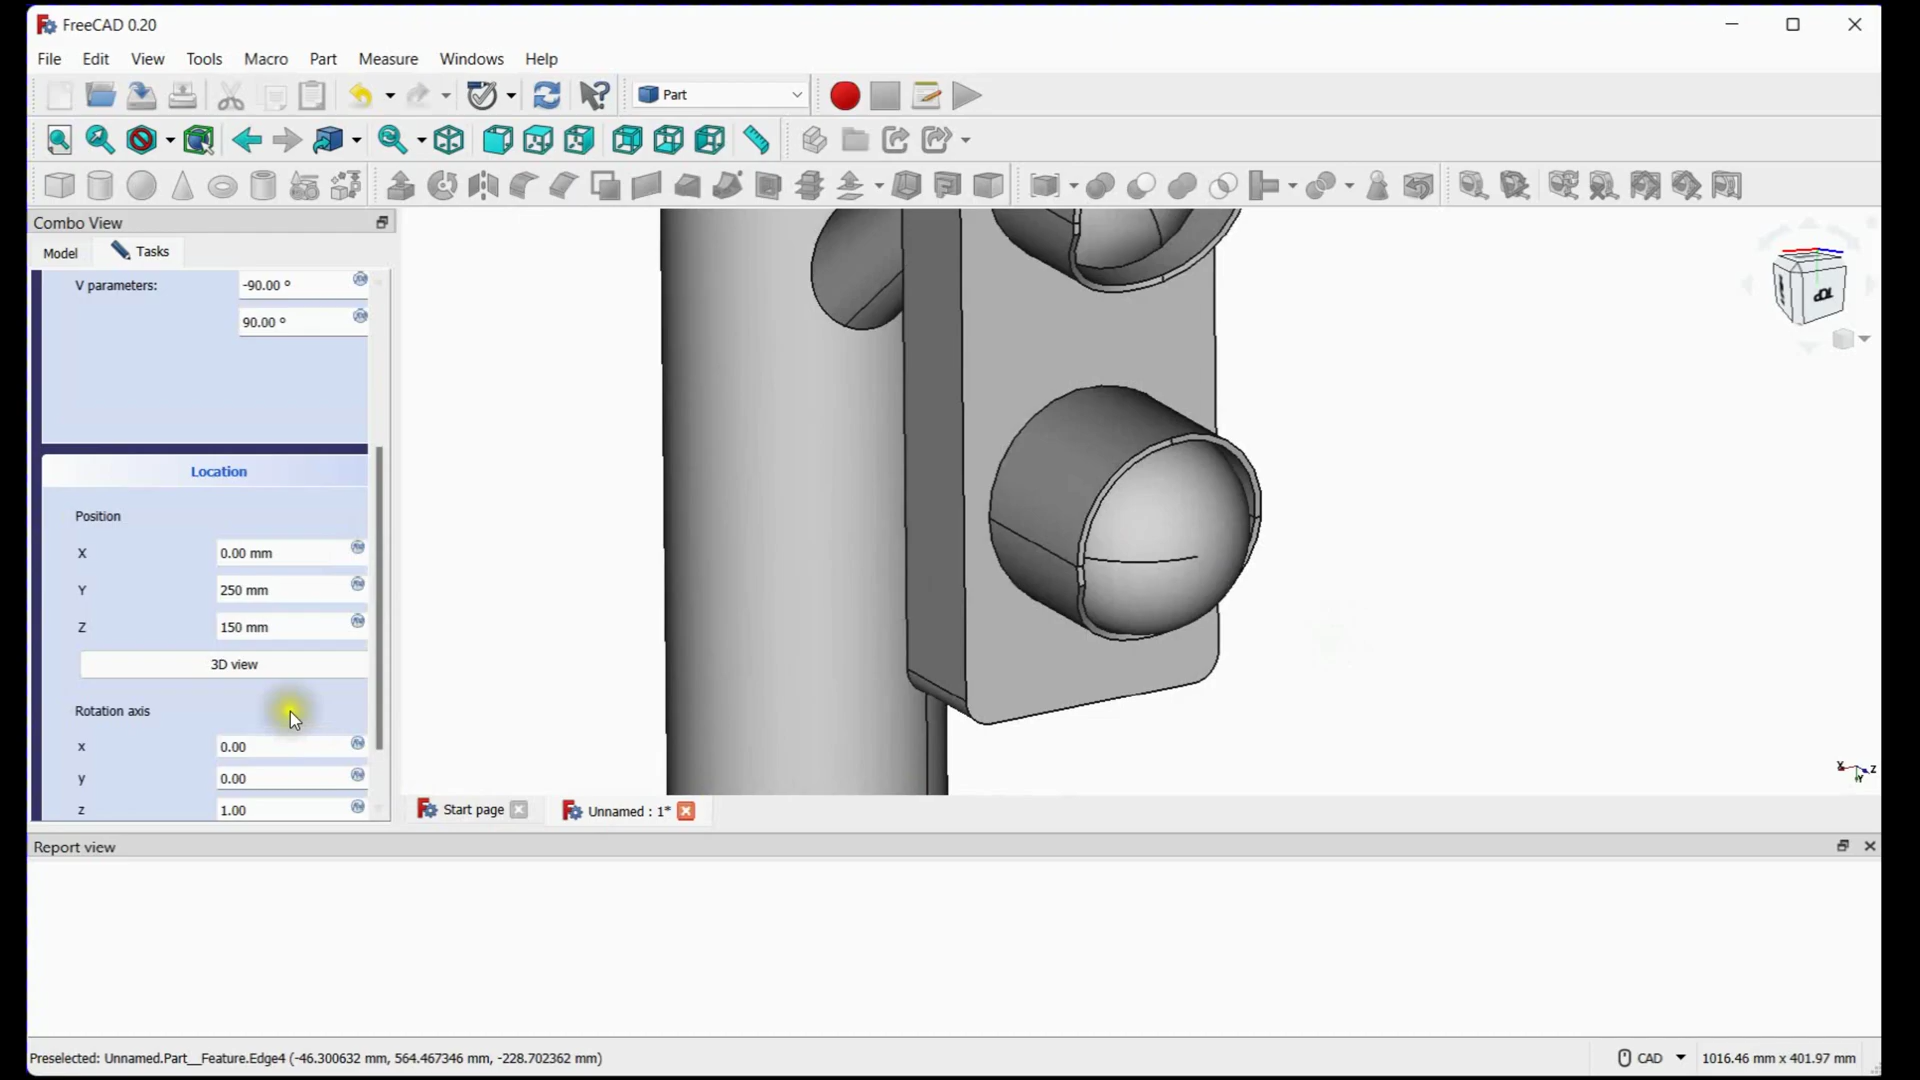 FreeCAD 0.20
File Edit View Tools Macro Part Measure Windows Help
Part
Combo View
Model Tasks
V parameters: -90.00 °
90.00 °
Location
Position
X 0.00 mm
Y 250 mm
Z 150 mm
3D view
Rotation axis
x 0.00
y 0.00
z 1.00
TOP
X Z
Y
Start page Unnamed : 1*
Report view
Preselected: Unnamed.Part__Feature.Edge4 (-46.300632 mm, 564.467346 mm, -228.702362 mm) CAD 1016.46 mm x 401.97 mm